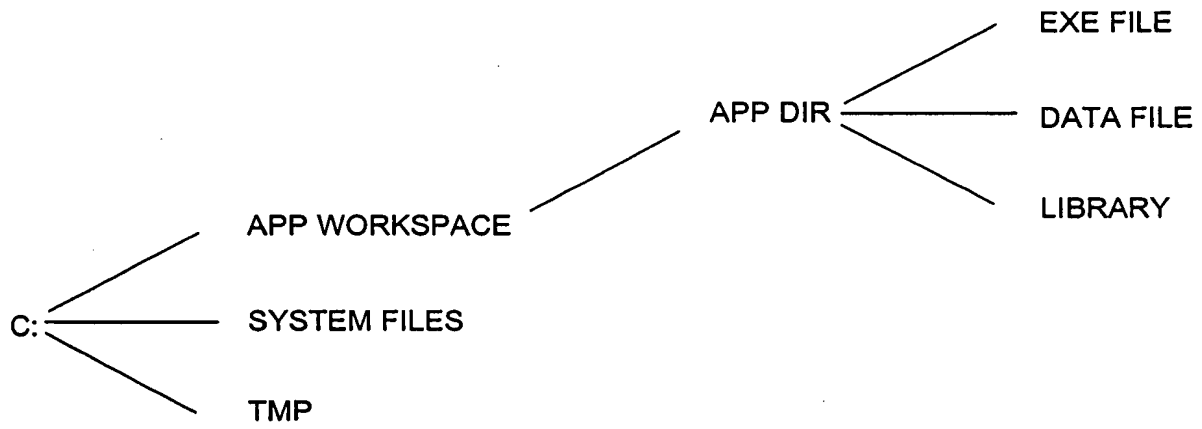 EXE FILE
APP DIR
DATA FILE
LIBRARY
APP WORKSPACE
C:
SYSTEM FILES
TMP